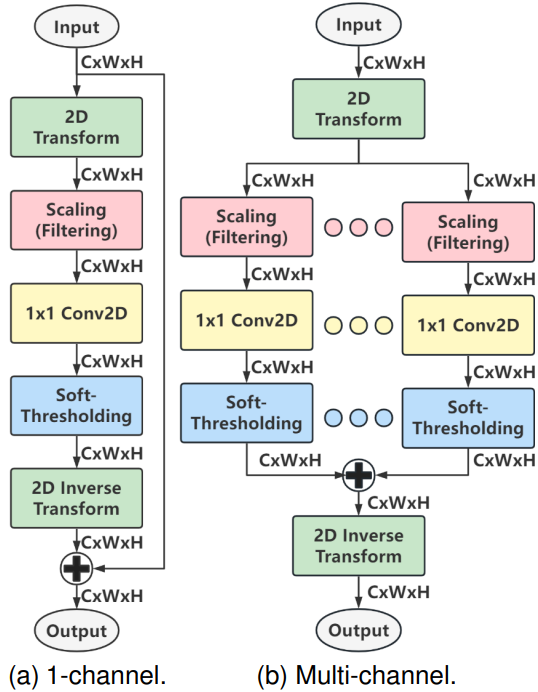 Input
CxWxH
2D
Transform
CxWxH
Scaling
(Filtering)
CxWxH
1x1 Conv2D
CxWxH
Soft-
Thresholding
CxWxH
2D Inverse
Transform
CxWxH
CxWxH
Output
(a) 1-channel.
Input
CxWxH
2D
Transform
CxWxH
CxWxH
Scaling
(Filtering)
Scaling
(Filtering)
CxWxH
CxWxH
1x1 Conv2D
1x1 Conv2D
CxWxH
CxWxH
Soft-
Thresholding
Soft-
Thresholding
CxWxH
CxWxH
CxWxH
2D Inverse
Transform
CxWxH
Output
(b) Multi-channel.